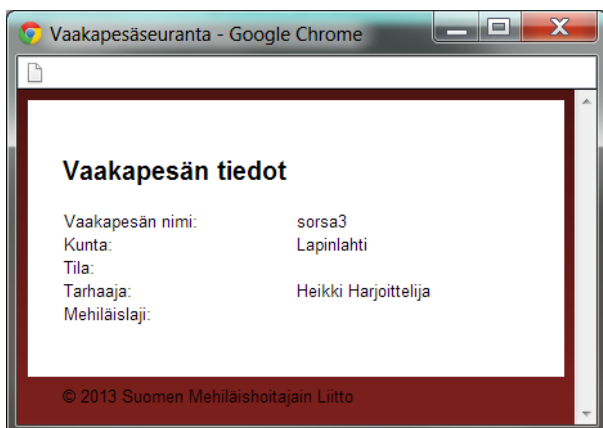 Vaakapesäseuranta - Google Chrome
Vaakapesän tiedot
Vaakapesän nimi: sorsa3
Kunta: Lapinlahti
Tila:
Tarhaaja: Heikki Harjoittelija
Mehiläislaji:
© 2013 Suomen Mehiläishoitajain Liitto